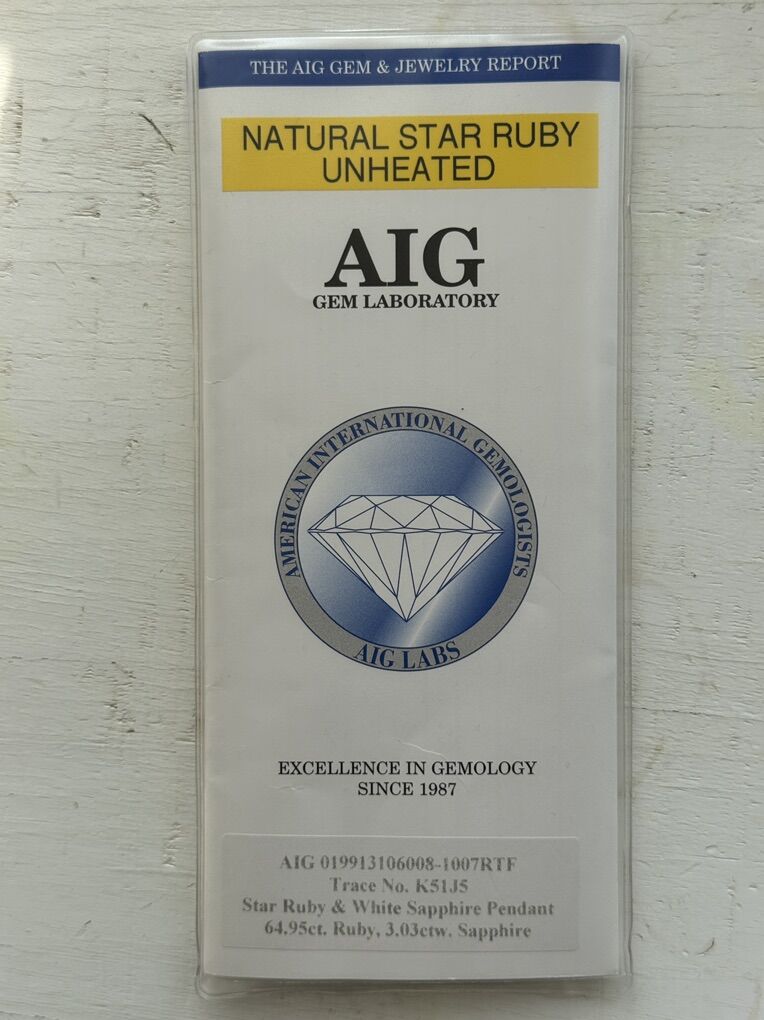 THE AIG GEM & JEWELRY REPORT
NATURAL STAR RUBY
UNHEATED
AIG
GEM LABORATORY
AMERICAN INTERNATIONAL GEMOLOGISTS
AIG LABS
EXCELLENCE IN GEMOLOGY
SINCE 1987
AIG 019913106008-1007RTF
Trace No. K51J5
Star Ruby & White Sapphire Pendant
64.95ct. Ruby, 3.03ctw. Sapphire